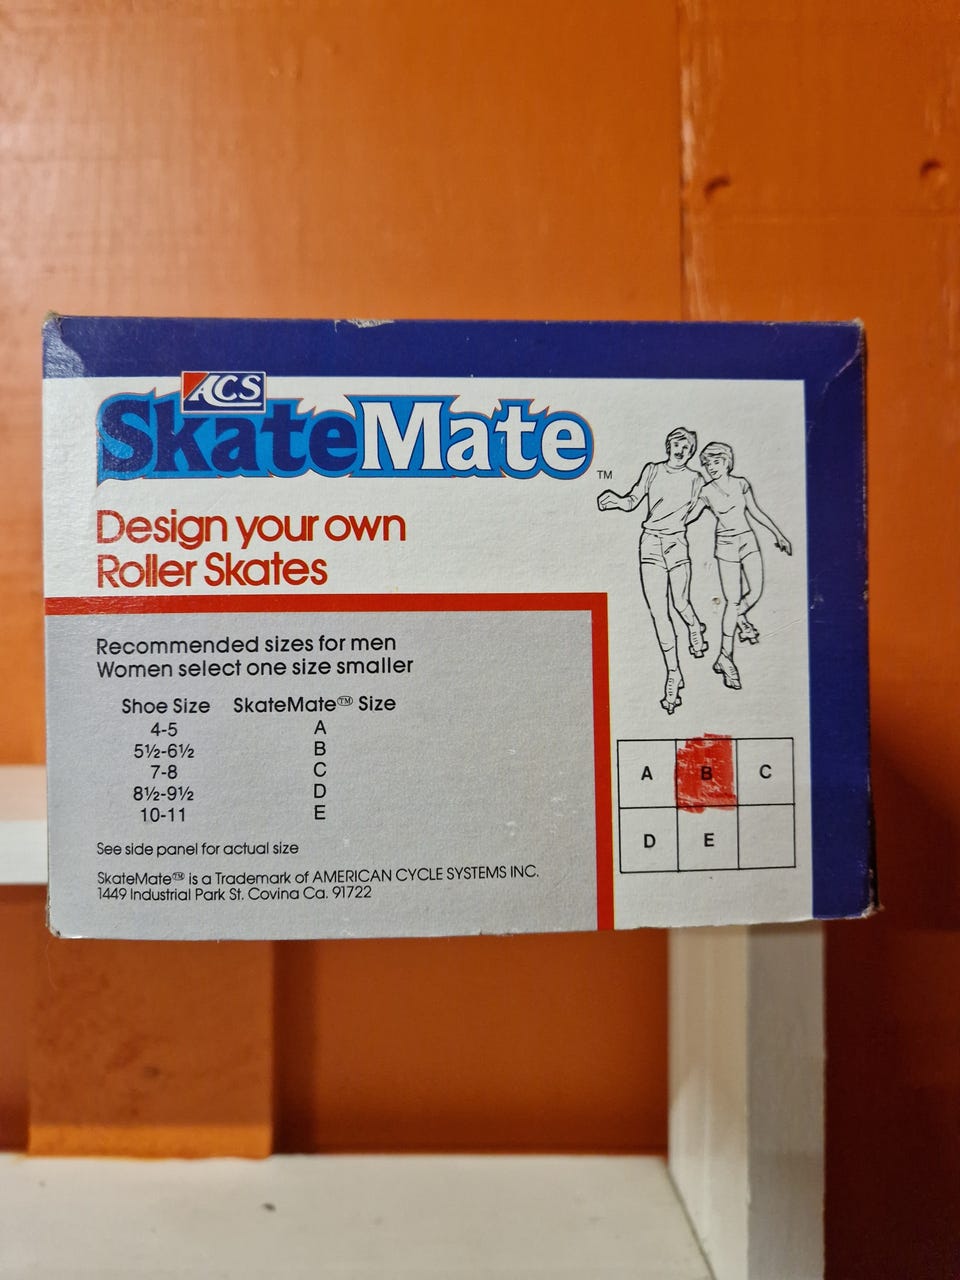 ACS
SkateMate™
Design your own
Roller Skates
Recommended sizes for men
Women select one size smaller
Shoe Size SkateMate™ Size
4-5 A
5½-6½ B
7-8 C
8½-9½ D
10-11 E
See side panel for actual size
SkateMate™ is a Trademark of AMERICAN CYCLE SYSTEMS INC.
1449 Industrial Park St. Covina Ca. 91722
A B C
D E